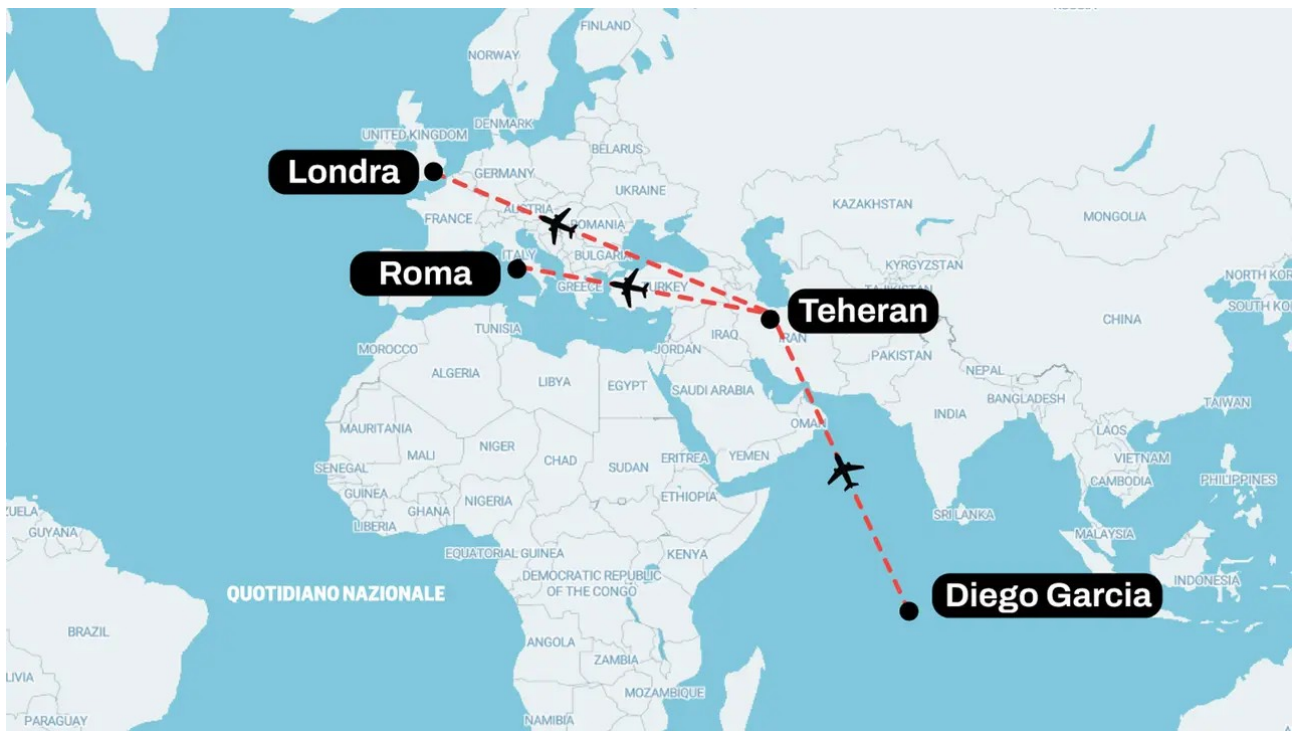 FINLAND
NORWAY
DENMARK
UNITED KINGDOM
BELARUS
Londra
GERMANY
UKRAINE
AUSTRIA
KAZAKHSTAN
FRANCE
ROMANIA
MONGOLIA
ITALY
BULGARIA
KYRGYZSTAN
Roma
GREECE
TURKEY
TAJIKISTAN
NORTH KOR
Teheran
SOUTH KO
TUNISIA
IRAQ
IRAN
CHINA
MOROCCO
JORDAN
PAKISTAN
ALGERIA
LIBYA
EGYPT
SAUDI ARABIA
NEPAL
BANGLADESH
TAIWAN
MAURITANIA
OMAN
INDIA
LAOS
MALI
NIGER
CHAD
SUDAN
ERITREA
YEMEN
VIETNAM
SENEGAL
GUINEA
GHANA
NIGERIA
ETHIOPIA
CAMBODIA
PHILIPPINES
ZUELA
GUYANA
LIBERIA
SRI LANKA
MALAYSIA
EQUATORIAL GUINEA
KENYA
DEMOCRATIC REPUBLIC
OF THE CONGO
INDONESIA
QUOTIDIANO NAZIONALE
Diego Garcia
BRAZIL
ANGOLA
ZAMBIA
LIVIA
MOZAMBIQUE
PARAGUAY
NAMIBIA